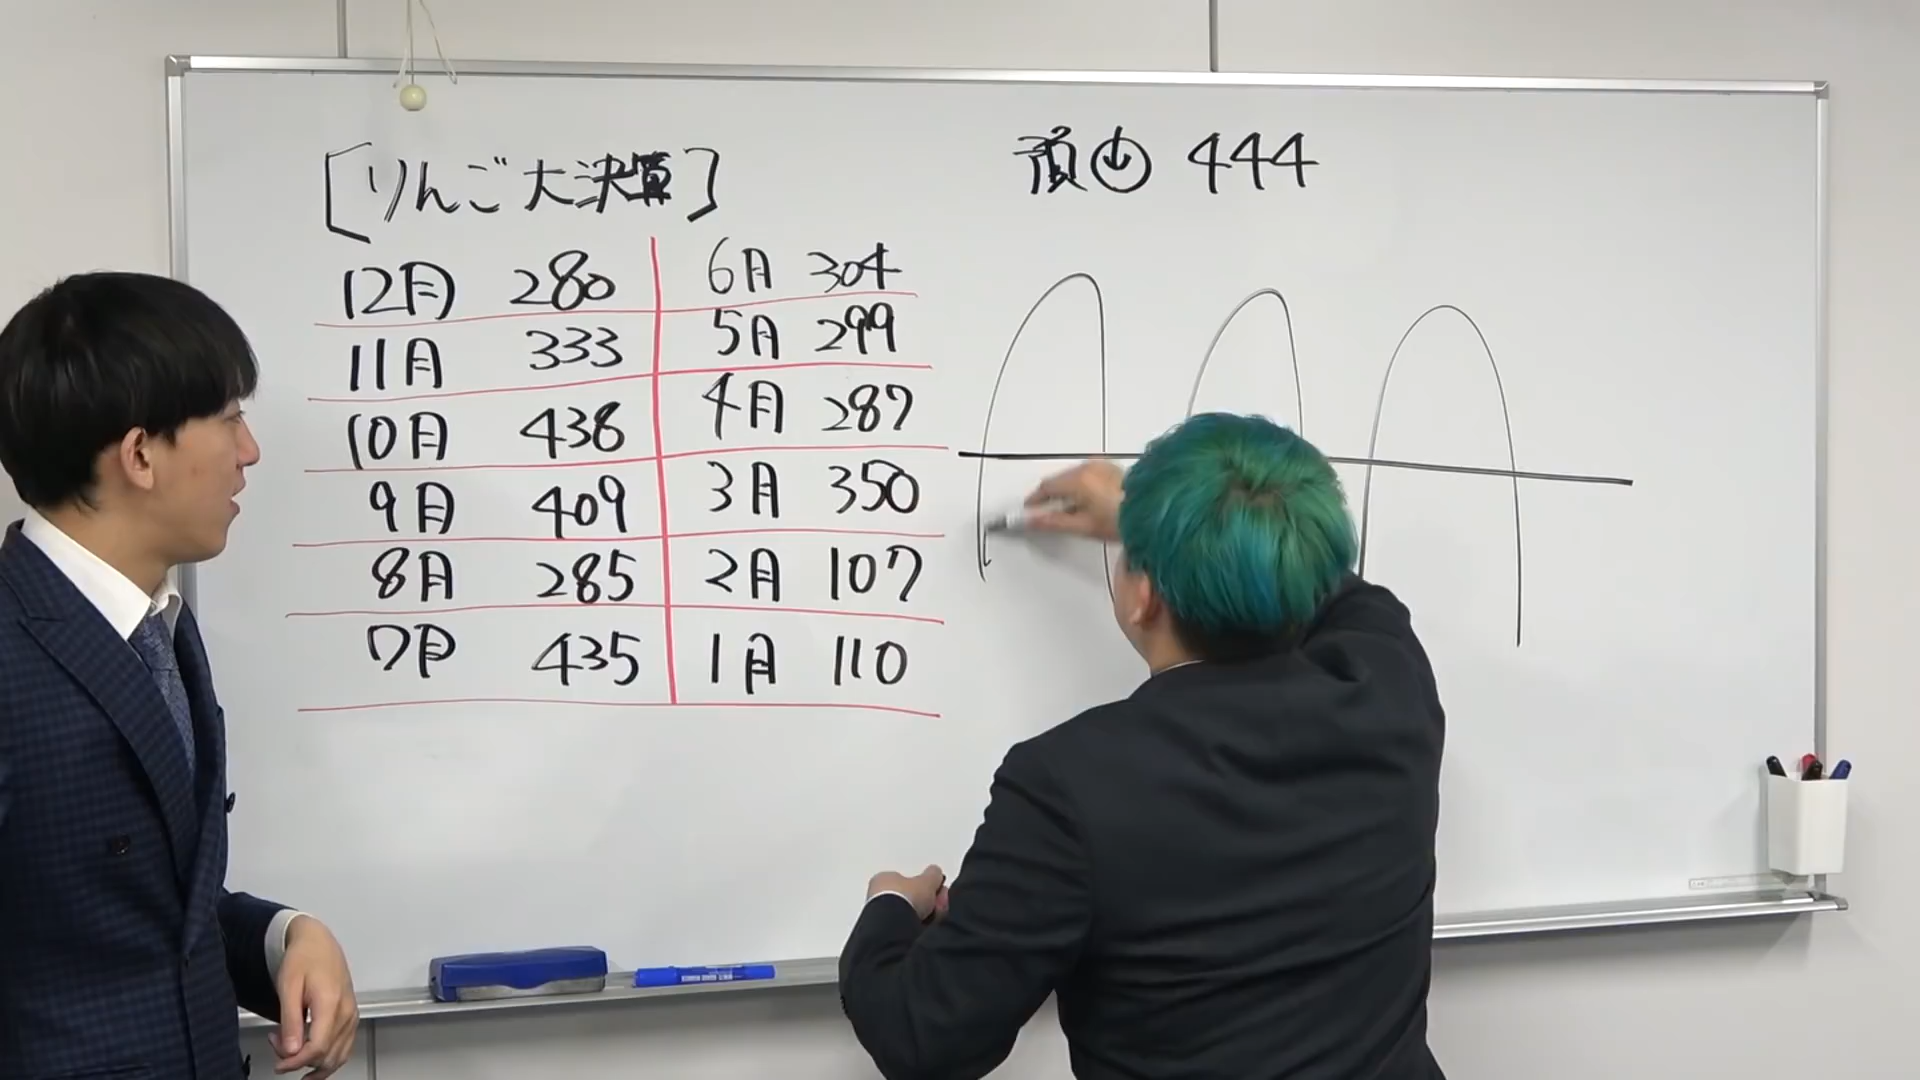 [りんご大決算]
12月 280
11月 333
10月 438
9月 409
8月 285
7月 435
6月 304
5月 299
4月 287
3月 350
2月 107
1月 110
444